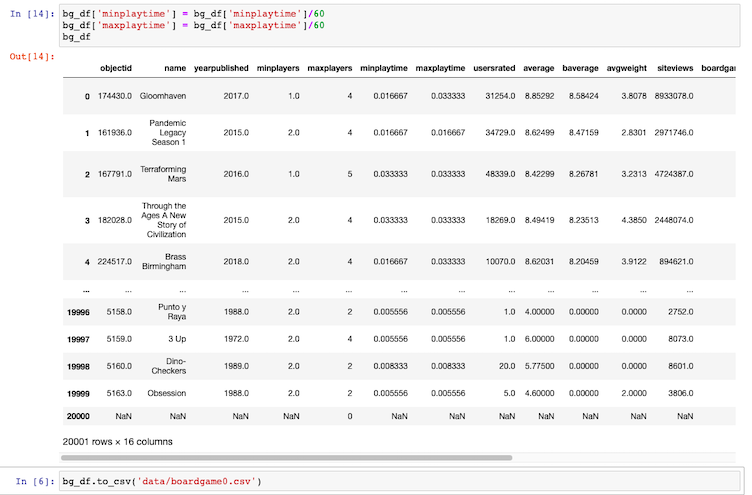 In [14]: bg_df['minplaytime'] = bg_df['minplaytime']/60
bg_df['maxplaytime'] = bg_df['maxplaytime']/60
bg_df
Out[14]:
objectid name yearpublished minplayers maxplayers minplaytime maxplaytime usersrated average baverage avgweight siteviews boardgar
0 174430.0 Gloomhaven 2017.0 1.0 4 0.016667 0.033333 31254.0 8.85292 8.58424 3.8078 8933078.0
1 161936.0 Pandemic Legacy Season 1 2015.0 2.0 4 0.016667 0.016667 34729.0 8.62499 8.47159 2.8301 2971746.0
2 167791.0 Terraforming Mars 2016.0 1.0 5 0.033333 0.033333 48339.0 8.42299 8.26781 3.2313 4724387.0
3 182028.0 Through the Ages A New Story of Civilization 2015.0 2.0 4 0.033333 0.033333 18269.0 8.49419 8.23513 4.3850 2448074.0
4 224517.0 Brass Birmingham 2018.0 2.0 4 0.016667 0.033333 10070.0 8.62031 8.20459 3.9122 894621.0
... ... ... ... ... ... ... ... ... ... ... ... ...
19996 5158.0 Punto y Raya 1988.0 2.0 2 0.005556 0.005556 1.0 4.00000 0.00000 0.0000 2752.0
19997 5159.0 3 Up 1972.0 2.0 4 0.005556 0.005556 1.0 6.00000 0.00000 0.0000 8073.0
19998 5160.0 Dino-Checkers 1989.0 2.0 2 0.008333 0.008333 20.0 5.77500 0.00000 0.0000 8601.0
19999 5163.0 Obsession 1988.0 2.0 2 0.005556 0.005556 5.0 4.60000 0.00000 2.0000 3806.0
20000 NaN NaN NaN NaN 0 NaN NaN NaN NaN NaN NaN NaN
20001 rows × 16 columns
In [6]: bg_df.to_csv('data/boardgame0.csv')